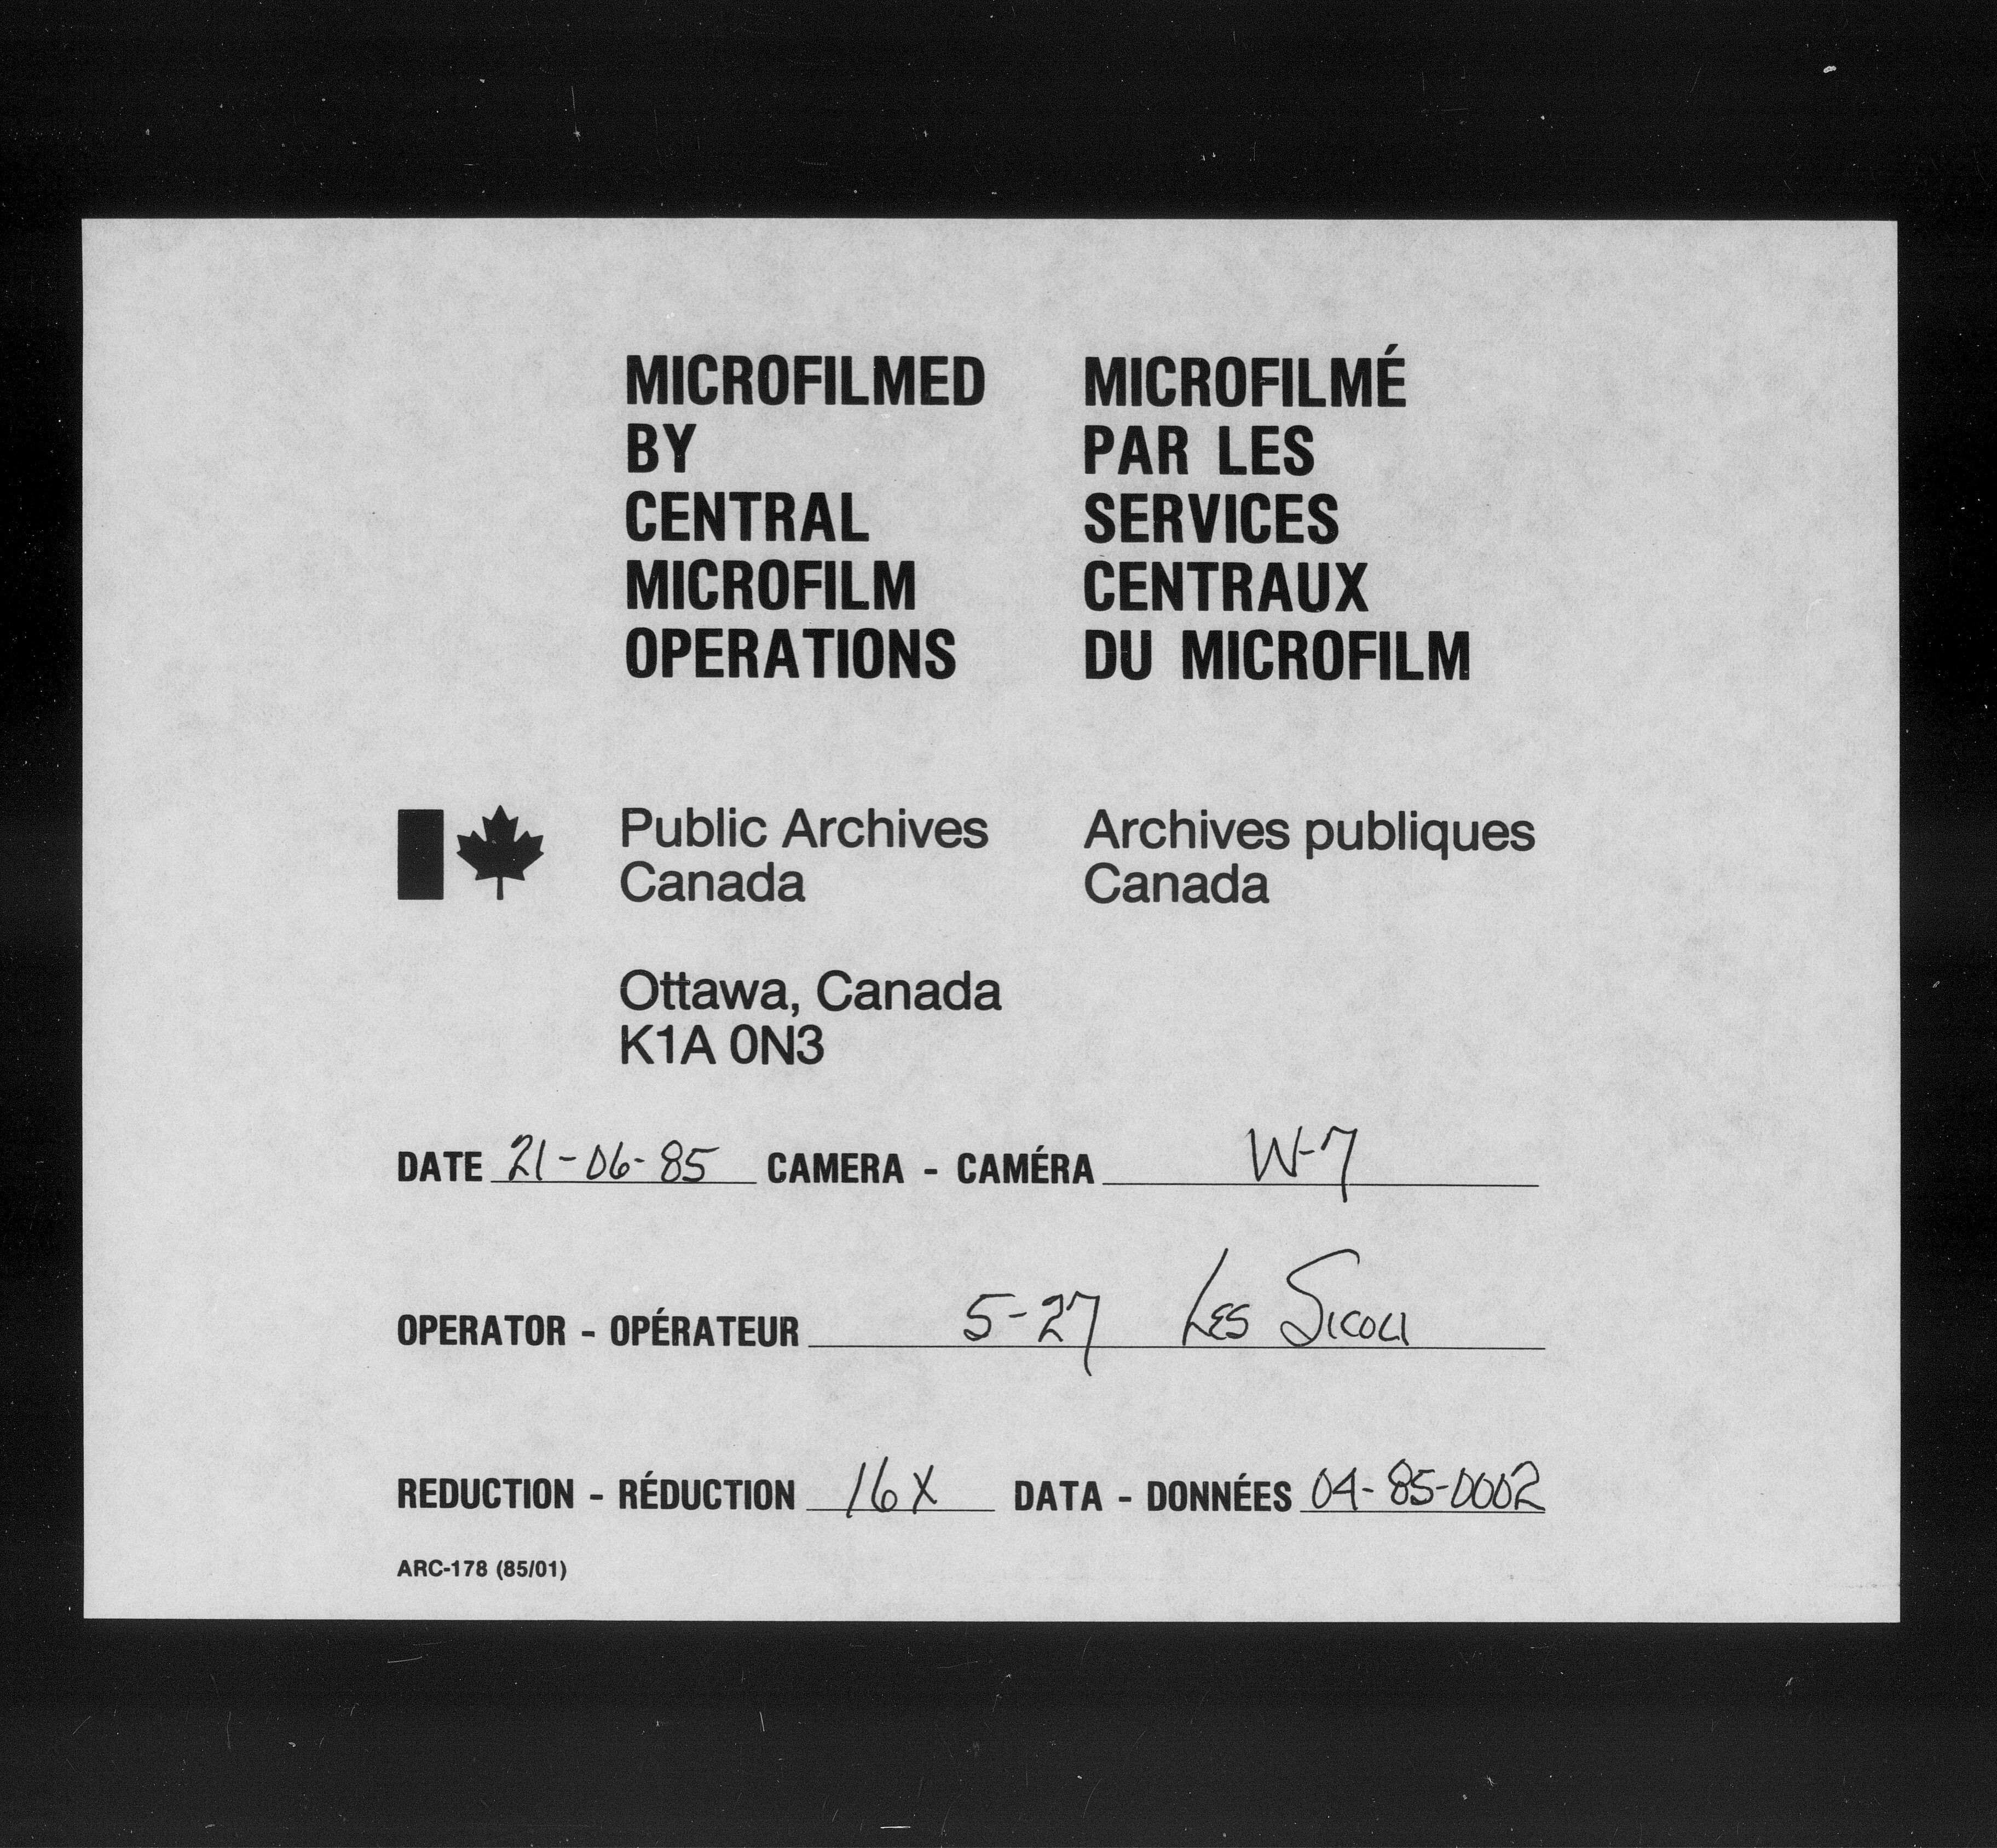 MICROFILMED
BY
CENTRAL
MICROFILM
OPERATIONS
MICROFILMÉ
PAR LES
SERVICES
CENTRAUX
DU MICROFILM
Public Archives
Canada
Archives publiques
Canada
Ottawa, Canada
K1A 0N3
DATE 21-06-85 CAMERA - CAMÉRA W-7
OPERATOR - OPÉRATEUR 5-27 LES SICOLI
REDUCTION - RÉDUCTION 16X DATA - DONNÉES 04-85-0002
ARC-178 (85/01)